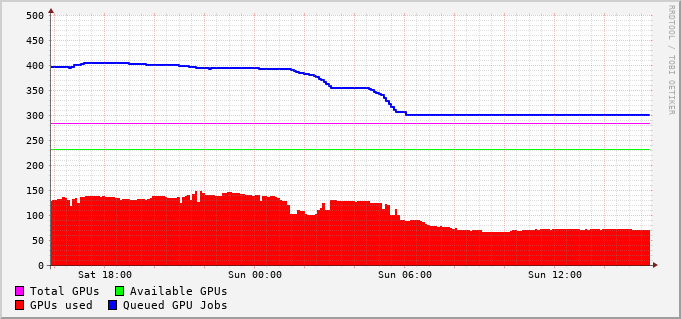 500
450
400
350
300
250
200
150
100
50
0
Sat 18:00 Sun 00:00 Sun 06:00 Sun 12:00
Total GPUs Available GPUs
GPUs used Queued GPU Jobs
RRDTOOL / TOBI OETIKER